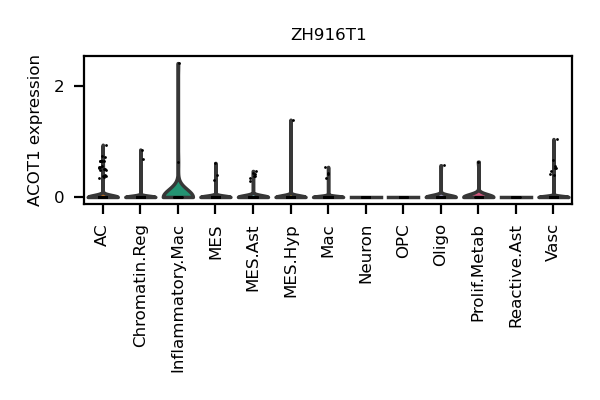 ZH916T1
ACOT1 expression
2
0
AC
Chromatin.Reg
Inflammatory.Mac
MES
MES.Ast
MES.Hyp
Mac
Neuron
OPC
Oligo
Prolif.Metab
Reactive.Ast
Vasc